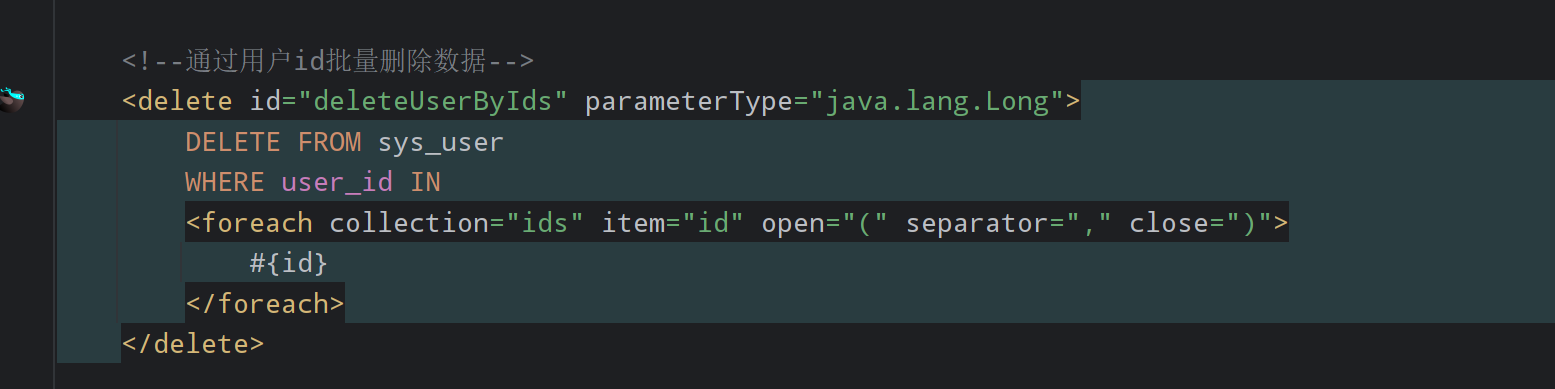 <!--通过用户id批量删除数据-->
<delete id="deleteUserByIds" parameterType="java.lang.Long">
DELETE FROM sys_user
WHERE user_id IN
<foreach collection="ids" item="id" open="(" separator="," close=")">
#{id}
</foreach>
</delete>